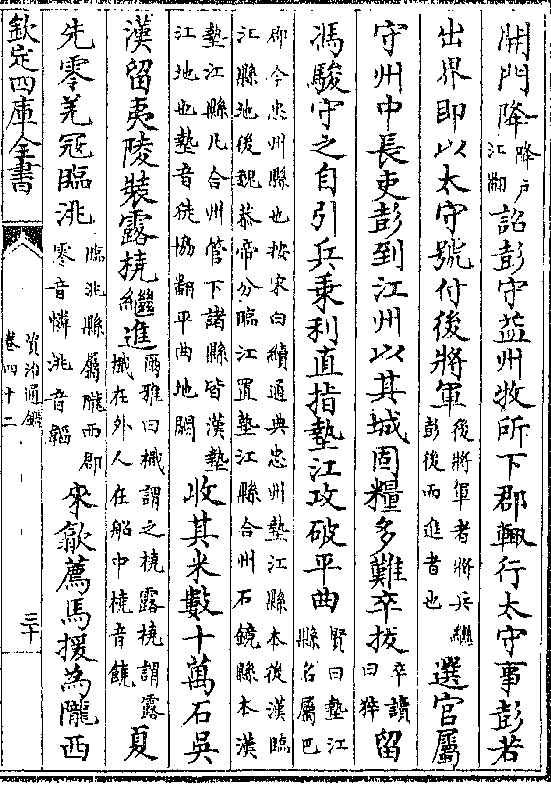 開門降降戶江翻詔彭守益州牧所下郡輒行太守事彭若
出界即以太守號付後將軍後將軍者將兵繼彭後而進者也選官屬
守州中長吏彭到江州以其城固糧多難卒拔卒讀曰猝留
馮駿守之自引兵乗利直指墊江攻破平曲賢曰墊江縣名屬巴
郡今忠州縣也按宋白續通典忠州墊江縣本後漢臨江縣地後魏恭帝分臨江置墊江縣合州石鏡縣本漢
墊江縣凡合州管下諸縣皆漢墊江地也墊音徒協翻平曲地闕收其米數十萬石吳
漢留夷陵裝露橈繼進爾雅曰檝謂之橈露橈謂露檝在外人在船中橈音饒夏
先零羌冦臨洮臨洮縣屬隴西郡零音憐洮音韜來歙薦馬援為隴西
欽定四庫全書
資治通鑑
卷四十二
三十